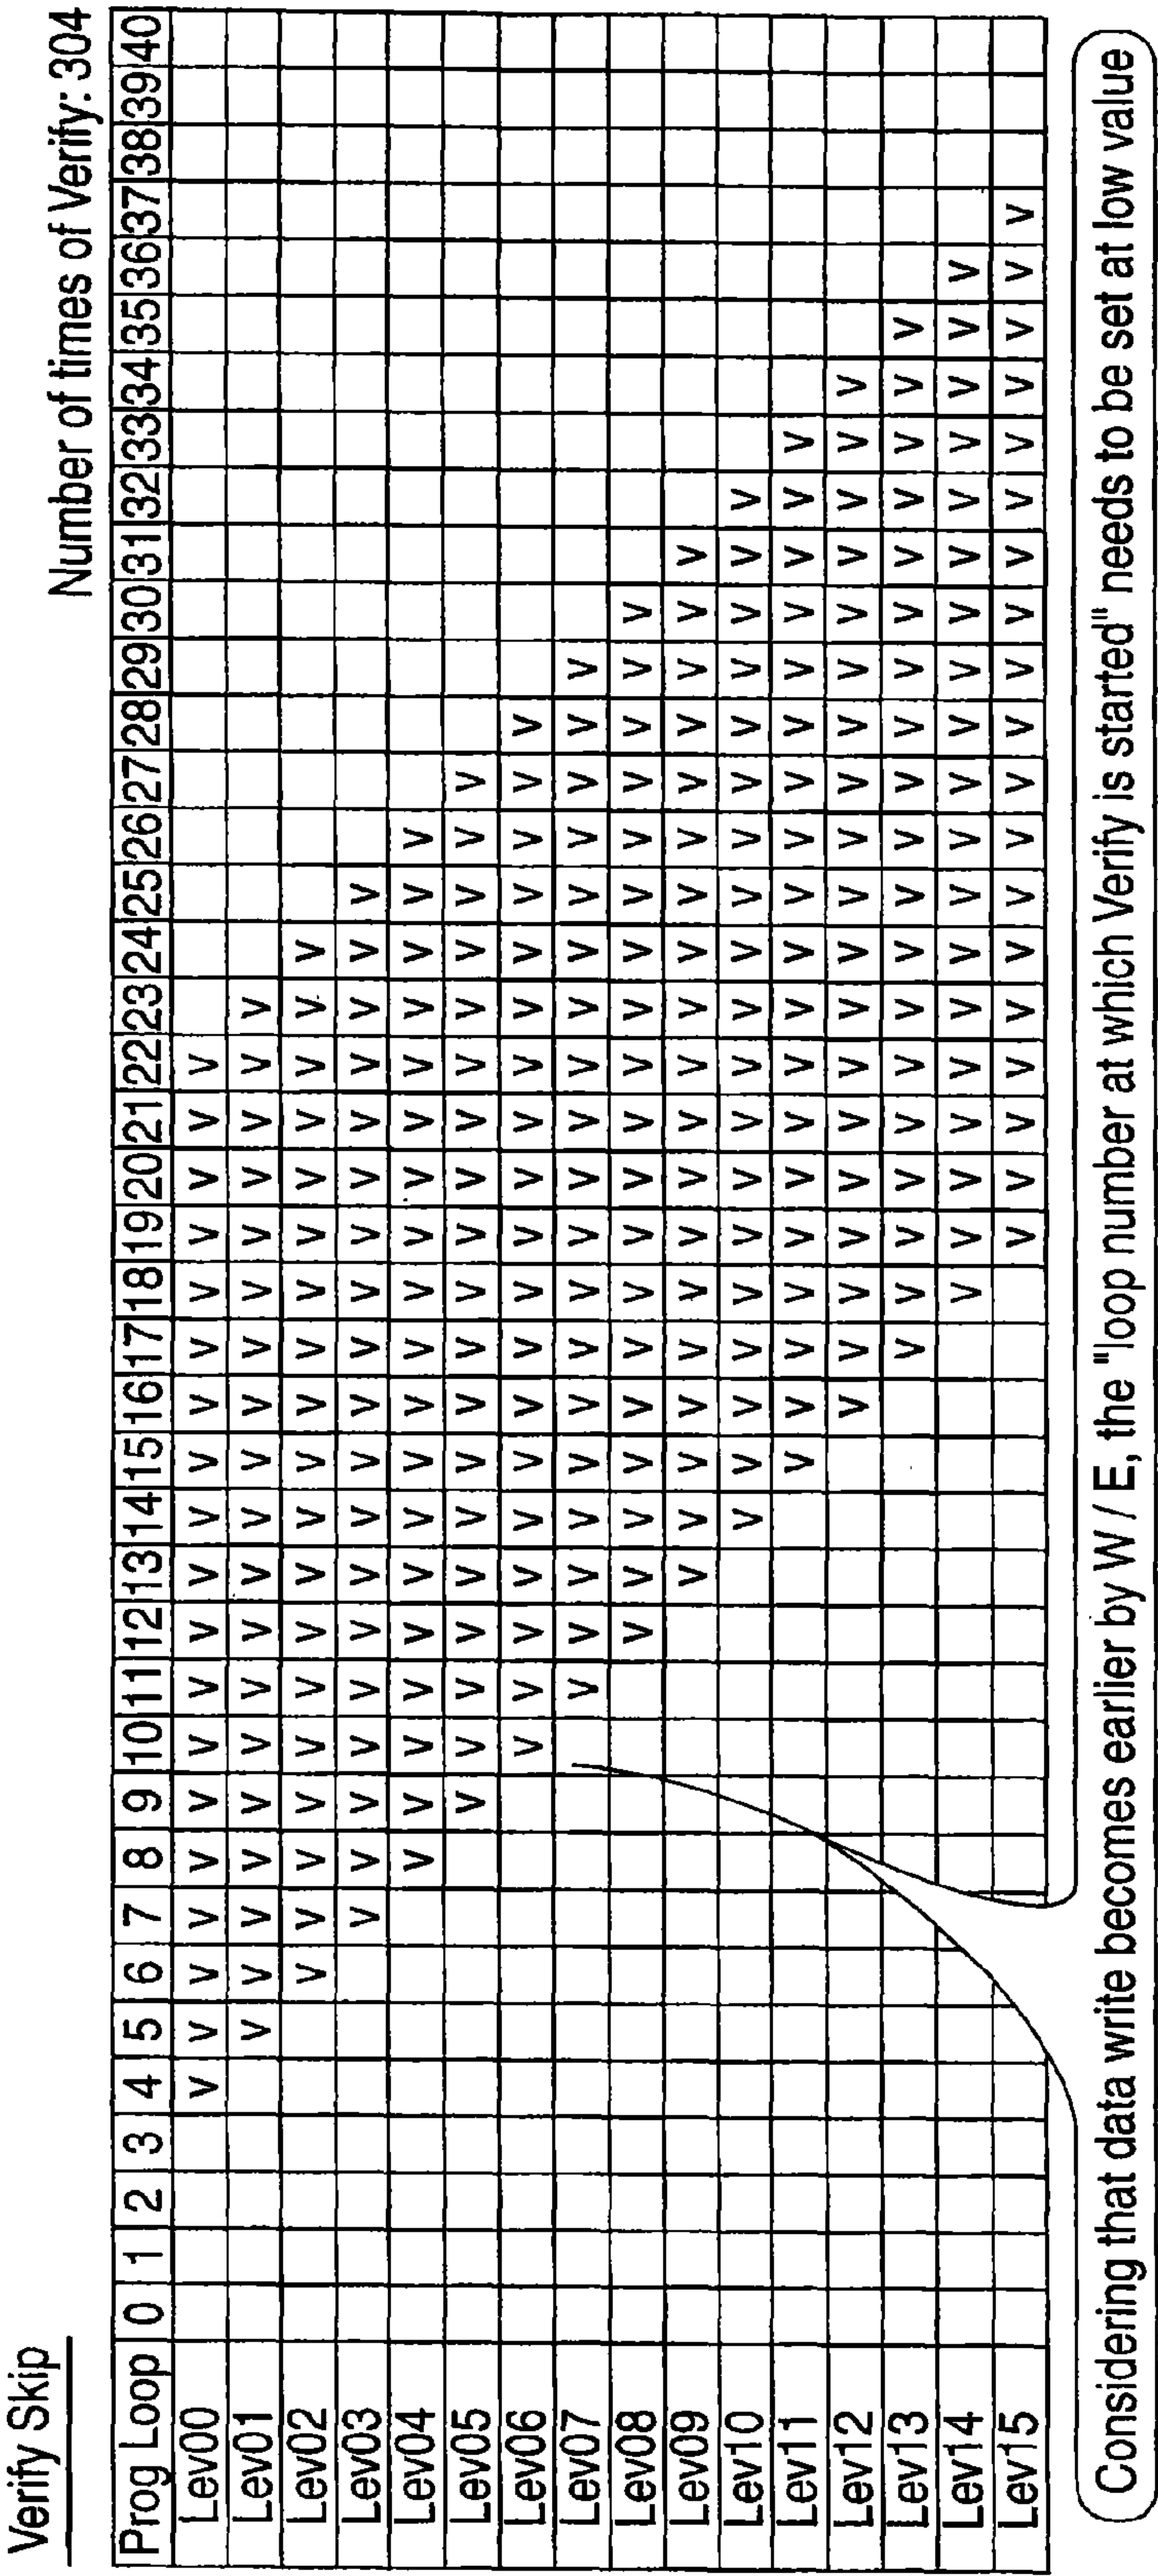 Verify Skip
Number of times of Verify: 304
Prog Loop 0 1 2 3 4 5 6 7 8 9 10 11 12 13 14 15 16 17 18 19 20 21 22 23 24 25 26 27 28 29 30 31 32 33 34 35 36 37 38 39 40
Lev00 V V V V V V V V V V V V V V V V V V V
Lev01 V V V V V V V V V V V V V V V V V V V
Lev02 V V V V V V V V V V V V V V V V V V V
Lev03 V V V V V V V V V V V V V V V V V V V
Lev04 V V V V V V V V V V V V V V V V V V V
Lev05 V V V V V V V V V V V V V V V V V V V
Lev06 V V V V V V V V V V V V V V V V V V V
Lev07 V V V V V V V V V V V V V V V V V V V
Lev08 V V V V V V V V V V V V V V V V V V V
Lev09 V V V V V V V V V V V V V V V V V V V
Lev10 V V V V V V V V V V V V V V V V V V V
Lev11 V V V V V V V V V V V V V V V V V V V
Lev12 V V V V V V V V V V V V V V V V V V V
Lev13 V V V V V V V V V V V V V V V V V V V
Lev14 V V V V V V V V V V V V V V V V V V V
Lev15 V V V V V V V V V V V V V V V V V V V
Considering that data write becomes earlier by W / E, the "loop number at which Verify is started" needs to be set at low value